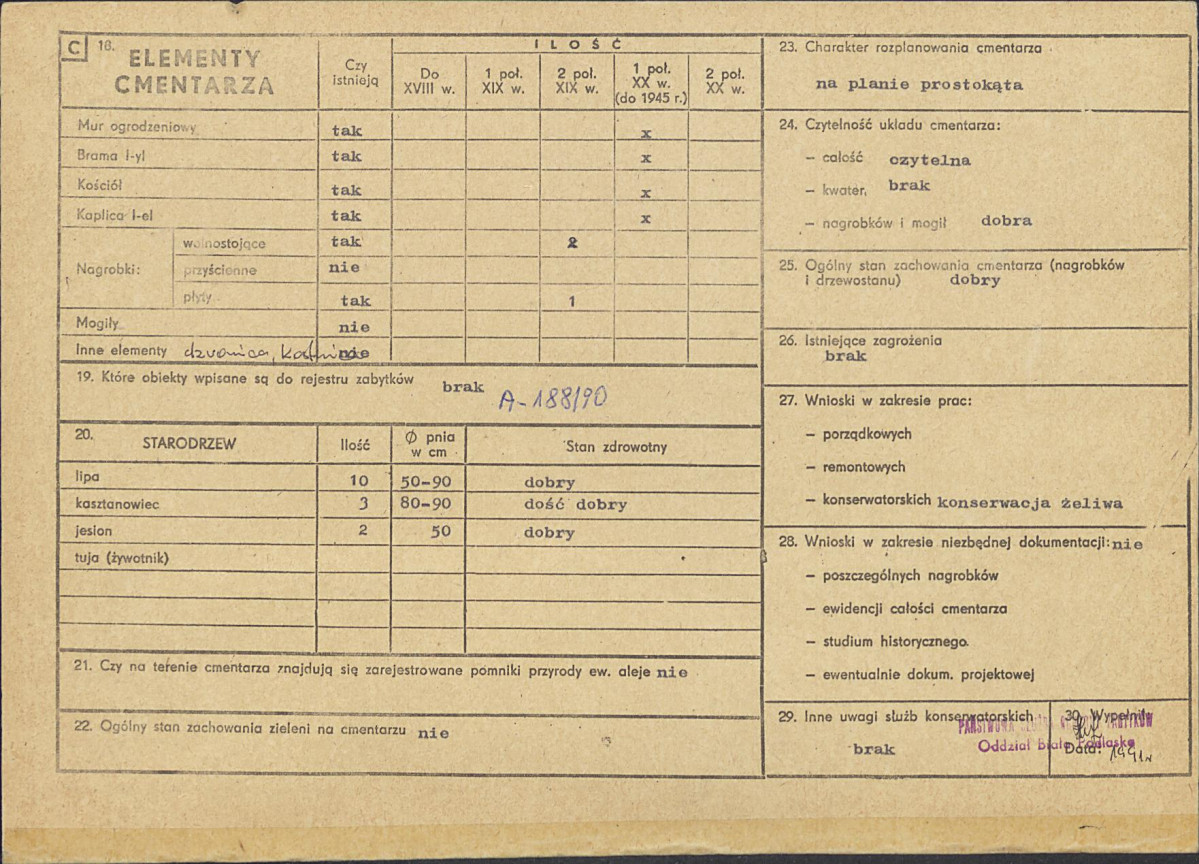 C 18. ELEMENTY
CMENTARZA
Czy
istnieją
ILOŚĆ
Do
XVIII w.
1 poł.
XIX w.
2 poł.
XIX w.
1 poł.
XX w.
(do 1945 r.)
2 poł.
XX w.
Mur ogrodzeniowy tak x
Brama I-yl tak x
Kościół tak x
Kaplica I-el tak x
Nagrobki:
wolnostojące tak 2
przyścienne nie
płyty tak 1
Mogiły nie
Inne elementy dzwonica, nie
19. Które obiekty wpisane są do rejestru zabytków brak
A-188/90
20. STARODRZEW Ilość Ø pnia
w cm
Stan zdrowotny
lipa 10 50-90 dobry
kasztanowiec 3 80-90 dość dobry
jesion 2 50 dobry
tuja (żywotnik)
21. Czy na terenie cmentarza znajdują się zarejestrowane pomniki przyrody ew. aleje nie
22. Ogólny stan zachowania zieleni na cmentarzu nie
23. Charakter rozplanowania cmentarza
na planie prostokąta
24. Czytelność układu cmentarza:
— całość czytelna
— kwater, brak
— nagrobków i mogił dobra
25. Ogólny stan zachowania cmentarza (nagrobków
i drzewostanu) dobry
26. Istniejące zagrożenia
brak
27. Wnioski w zakresie prac:
— porządkowych
— remontowych
— konserwatorskich konserwacja żeliwa
28. Wnioski w zakresie niezbędnej dokumentacji: nie
— poszczególnych nagrobków
— ewidencji całości cmentarza
— studium historycznego.
— ewentualnie dokum. projektowej
29. Inne uwagi służb konserwatorskich
brak
30. Wypełnił
PAŃSTWOWA ZABYTKÓW
Oddział Biała Podlaska
Data: 1991r